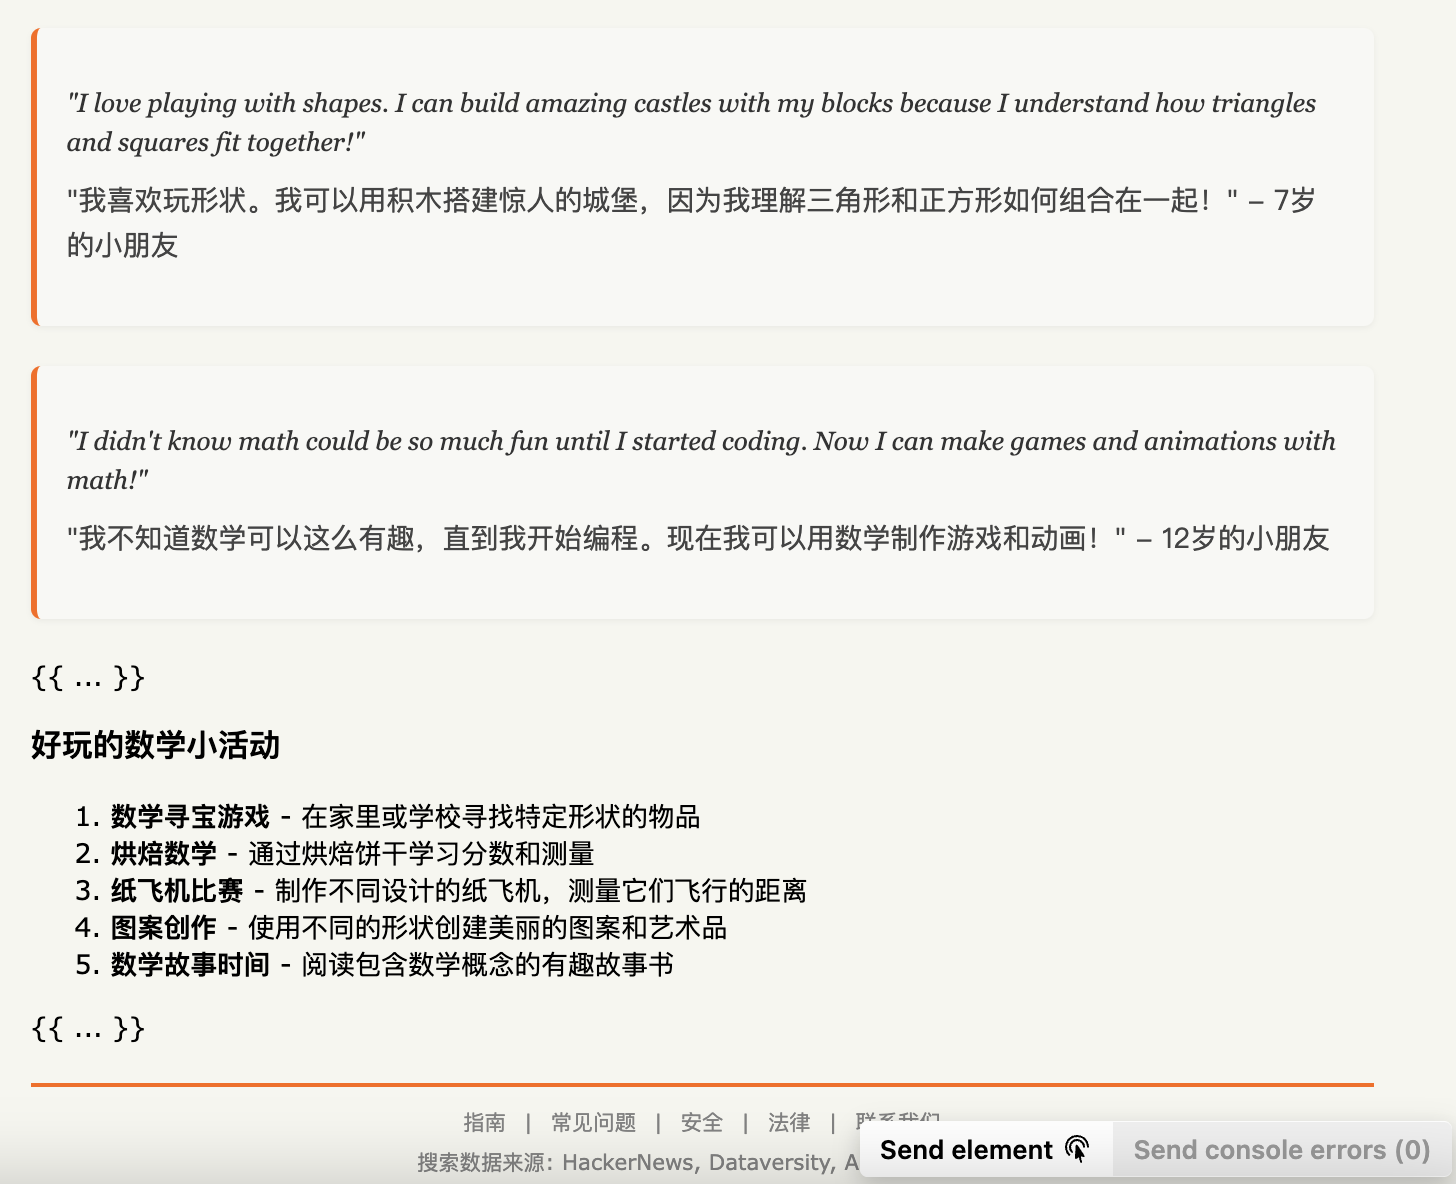 "I love playing with shapes. I can build amazing castles with my blocks because I understand how triangles
and squares fit together!"
"我喜欢玩形状。我可以用积木搭建惊人的城堡，因为我理解三角形和正方形如何组合在一起！" – 7岁
的小朋友
"I didn't know math could be so much fun until I started coding. Now I can make games and animations with
math!"
"我不知道数学可以这么有趣，直到我开始编程。现在我可以用数学制作游戏和动画！" – 12岁的小朋友
{{ ... }}
好玩的数学小活动
1. 数学寻宝游戏 - 在家里或学校寻找特定形状的物品
2. 烘焙数学 - 通过烘焙饼干学习分数和测量
3. 纸飞机比赛 - 制作不同设计的纸飞机，测量它们飞行的距离
4. 图案创作 - 使用不同的形状创建美丽的图案和艺术品
5. 数学故事时间 - 阅读包含数学概念的有趣故事书
{{ ... }}
指南 | 常见问题 | 安全 | 法律 | 联系我们
搜索数据来源: HackerNews, Dataversity, A
Send element Send console errors (0)